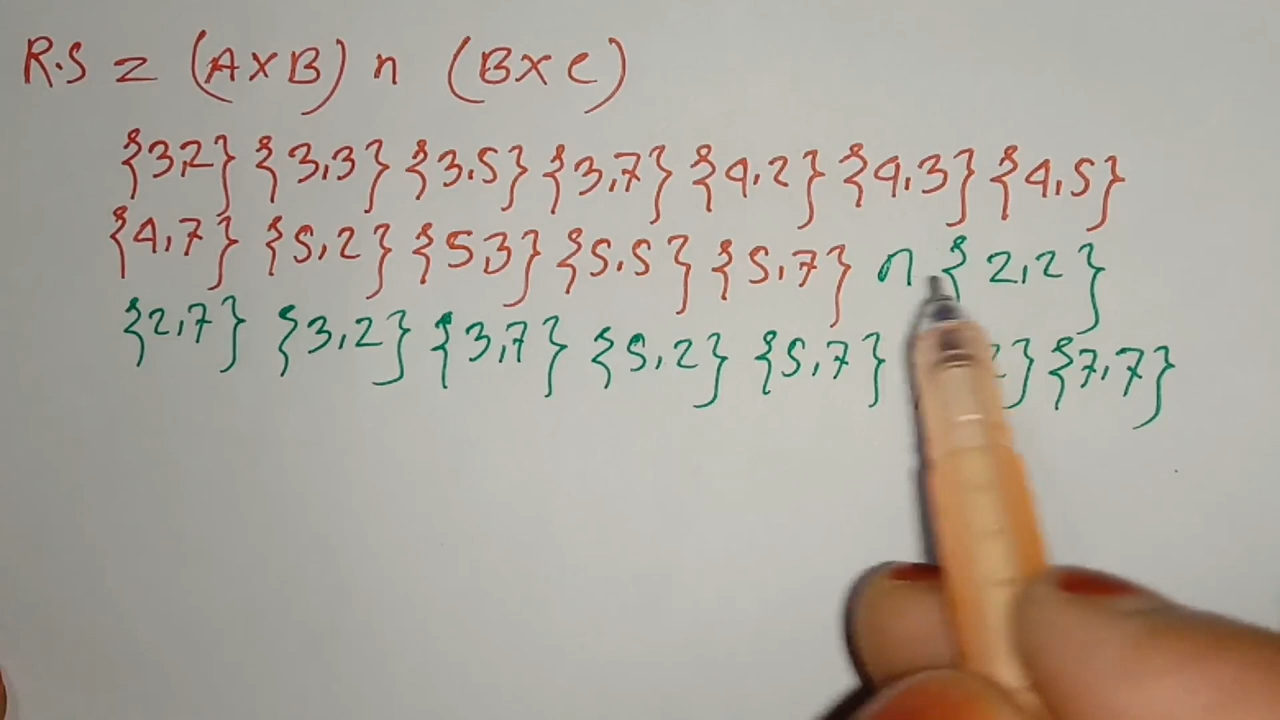 R.S = (A×B) ∩ (B×C)
{3,2} {3,3} {3,5} {3,7} {4,2} {4,3} {4,5}
{4,7} {5,2} {5,3} {5,5} {5,7} ∩ {2,2}
{2,7} {3,2} {3,7} {5,2} {5,7} 2} {7,7}